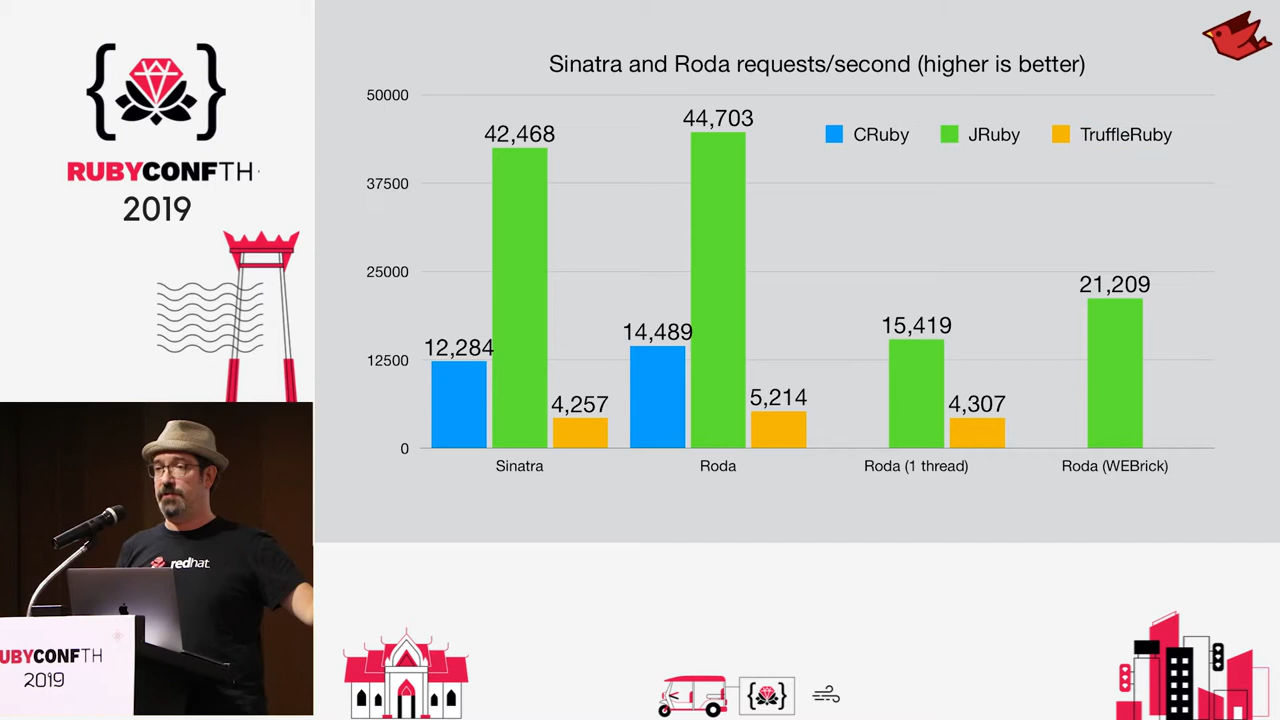 RUBYCONFTH
2019
Sinatra and Roda requests/second (higher is better)
50000
37500
25000
12500
0
CRuby
JRuby
TruffleRuby
12,284
42,468
4,257
14,489
44,703
5,214
15,419
4,307
21,209
Sinatra
Roda
Roda (1 thread)
Roda (WEBrick)
redhat.
UBYCONFTH
2019